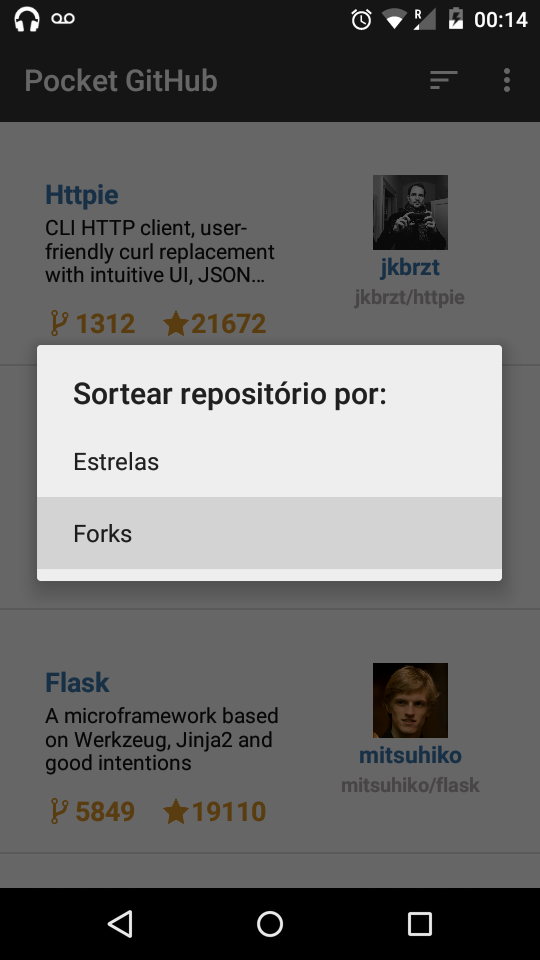 R
00:14
Pocket GitHub
Httpie
CLI HTTP client, user-
friendly curl replacement
with intuitive UI, JSON…
1312
21672
jkbrzt
jkbrzt/httpie
Sortear repositório por:
Estrelas
Forks
Flask
A microframework based
on Werkzeug, Jinja2 and
good intentions
5849
19110
mitsuhiko
mitsuhiko/flask